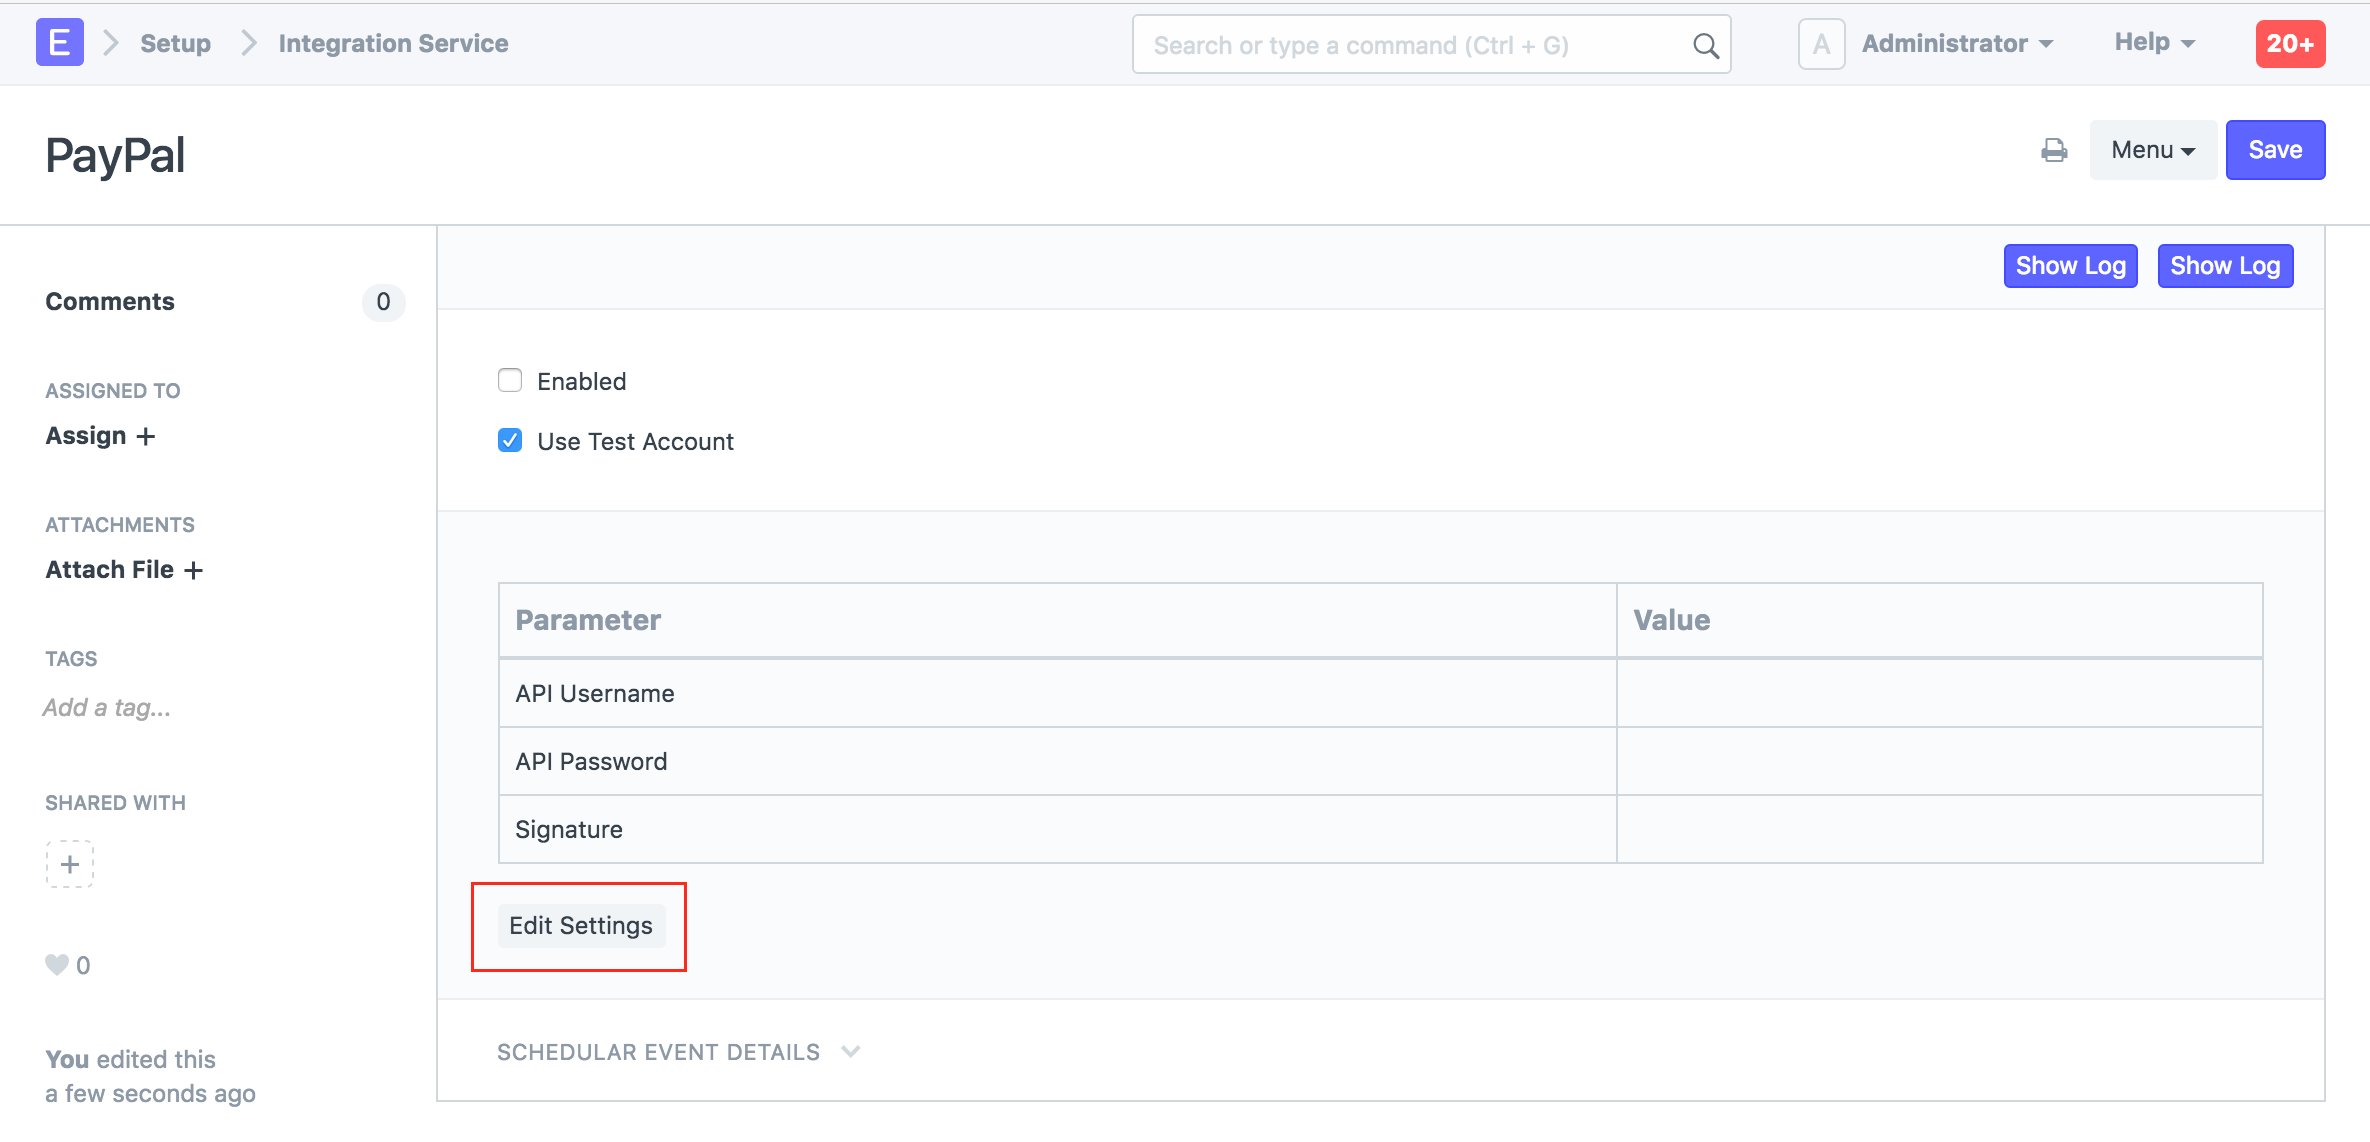 E Setup Integration Service Search or type a command (Ctrl + G) A Administrator Help 20+
PayPal Menu Save
Show Log Show Log
Comments 0
ASSIGNED TO
Assign +
ATTACHMENTS
Attach File +
TAGS
Add a tag...
SHARED WITH
+
0
You edited this
a few seconds ago
Enabled
Use Test Account
Parameter Value
API Username
API Password
Signature
Edit Settings
SCHEDULAR EVENT DETAILS